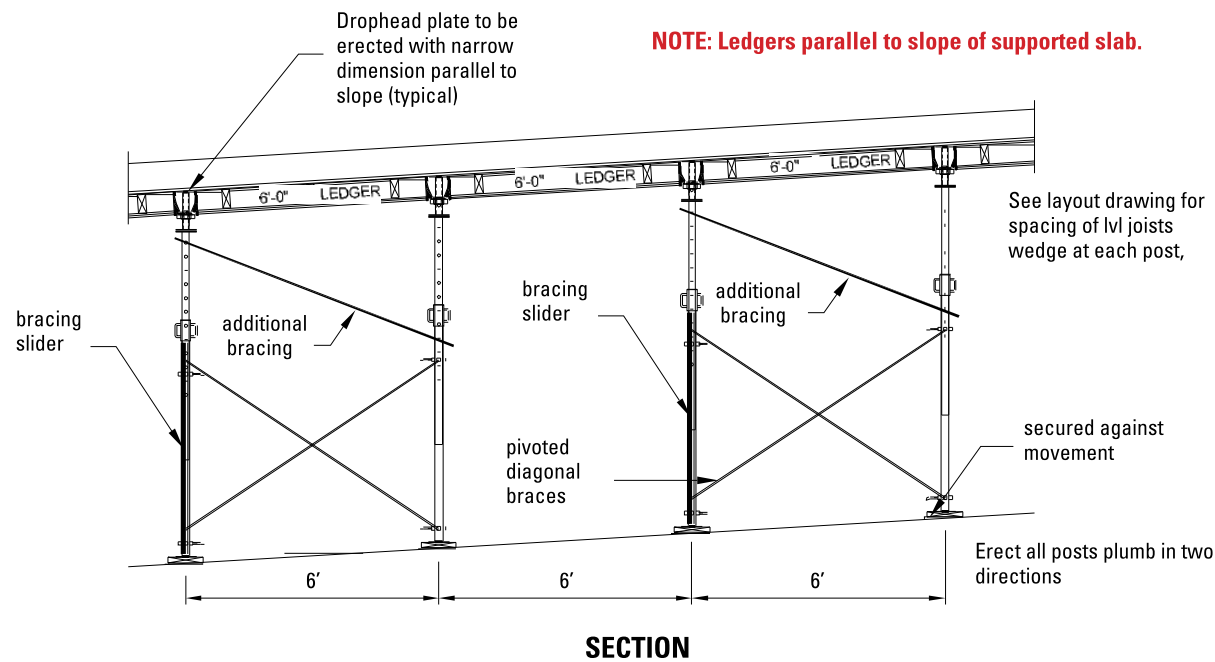 Drophead plate to be
erected with narrow
dimension parallel to
slope (typical)
NOTE: Ledgers parallel to slope of supported slab.
6'-0" LEDGER
6'-0" LEDGER
6'-0" LEDGER
See layout drawing for
spacing of lvl joists
wedge at each post,
bracing
slider
additional
bracing
bracing
slider
additional
bracing
pivoted
diagonal
braces
secured against
movement
Erect all posts plumb in two
directions
6’
6’
6’
SECTION